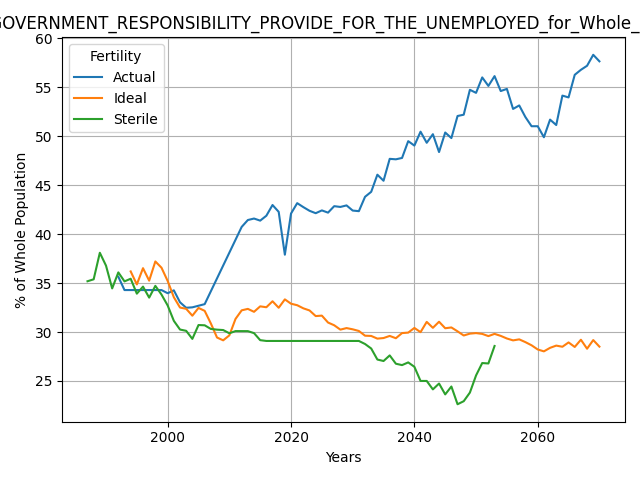 GOVERNMENT_RESPONSIBILITY_PROVIDE_FOR_THE_UNEMPLOYED_for_Whole_
Fertility
Actual
Ideal
Sterile
% of Whole Population
60
55
50
45
40
35
30
25
2000
2020
2040
2060
Years